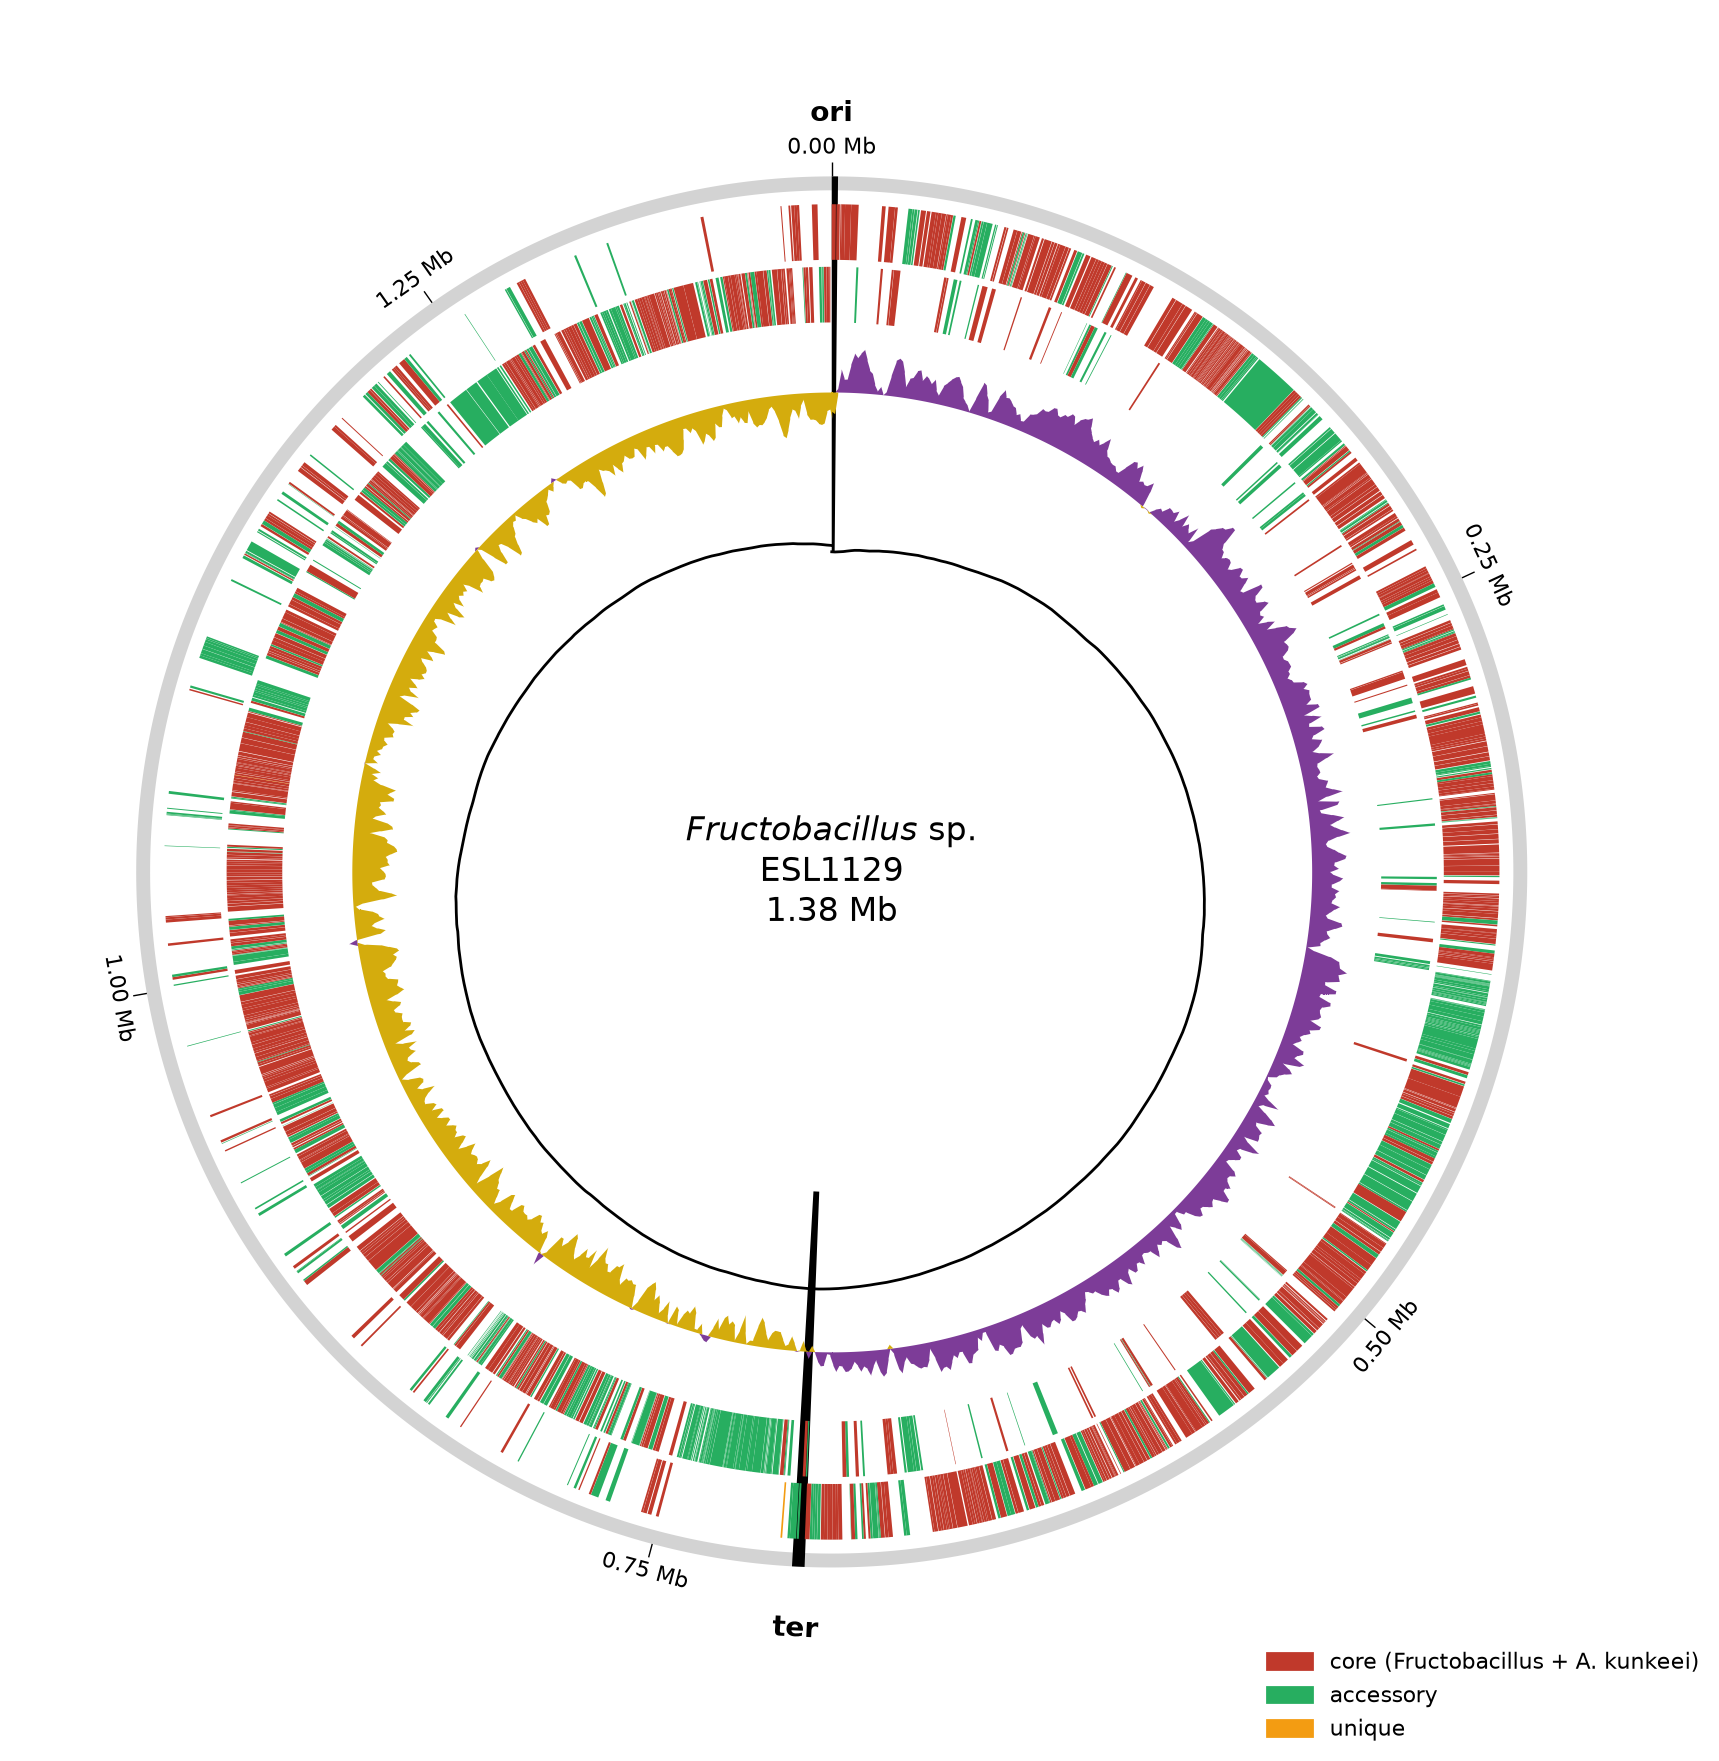 ori
0.00 Mb
1.25 Mb
0.25 Mb
Fructobacillus sp.
ESL1129
1.38 Mb
1.00 Mb
0.50 Mb
0.75 Mb
ter
core (Fructobacillus + A. kunkeei)
accessory
unique